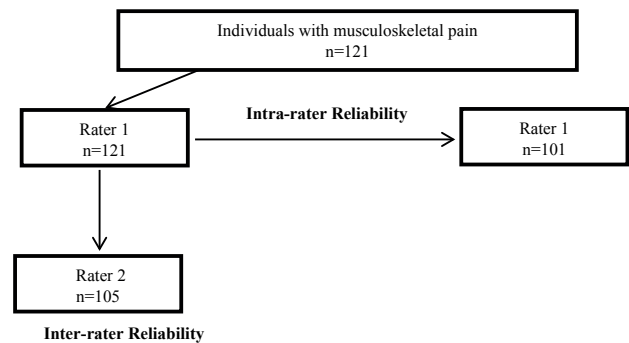 Individuals with musculoskeletal pain
n=121
Intra-rater Reliability
Rater 1
n=121
Rater 1
n=101
Rater 2
n=105
Inter-rater Reliability